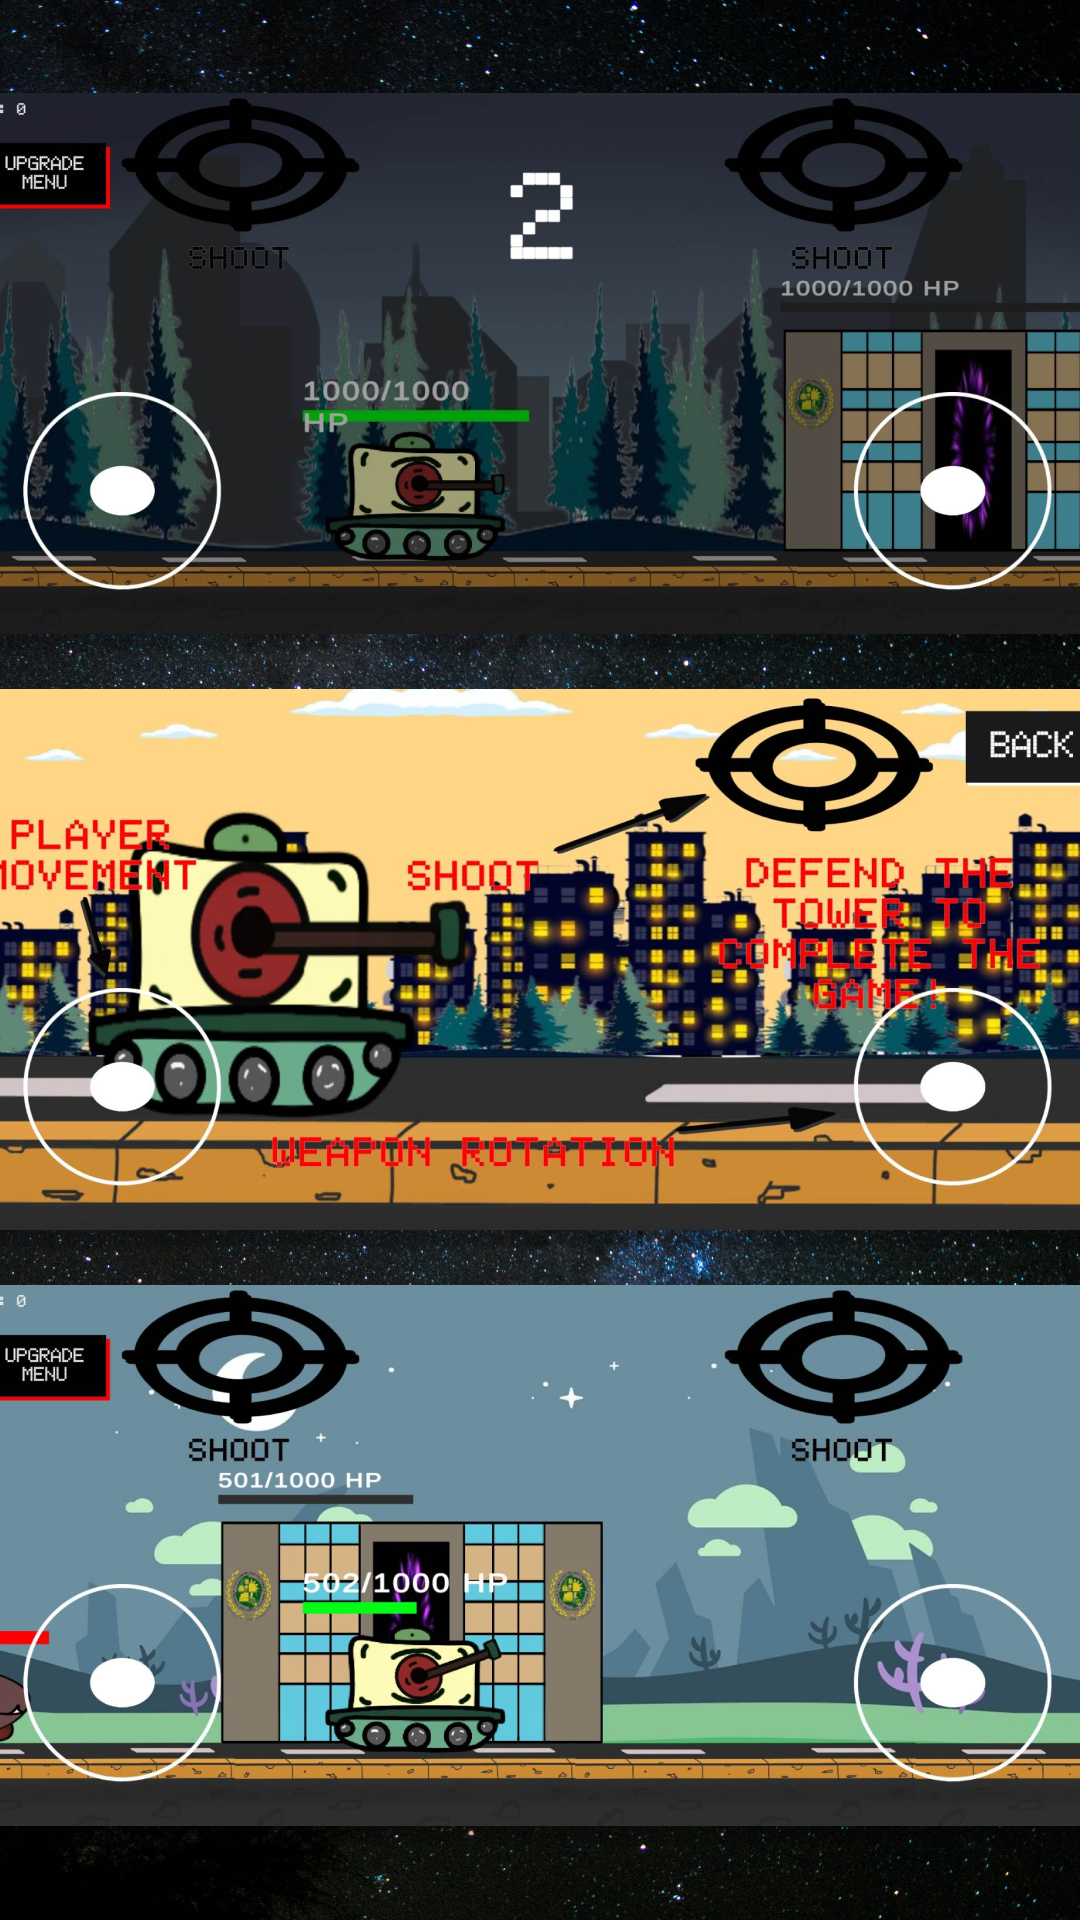 : 0
UPGRADE
MENU
2
SHOOT
SHOOT
1000/1000 HP
1000/1000
HP
BACK
PLAYER
MOVEMENT
SHOOT
DEFEND THE
TOWER TO
COMPLETE THE
GAME!
WEAPON ROTATION
: 0
UPGRADE
MENU
SHOOT
SHOOT
501/1000 HP
502/1000 HP